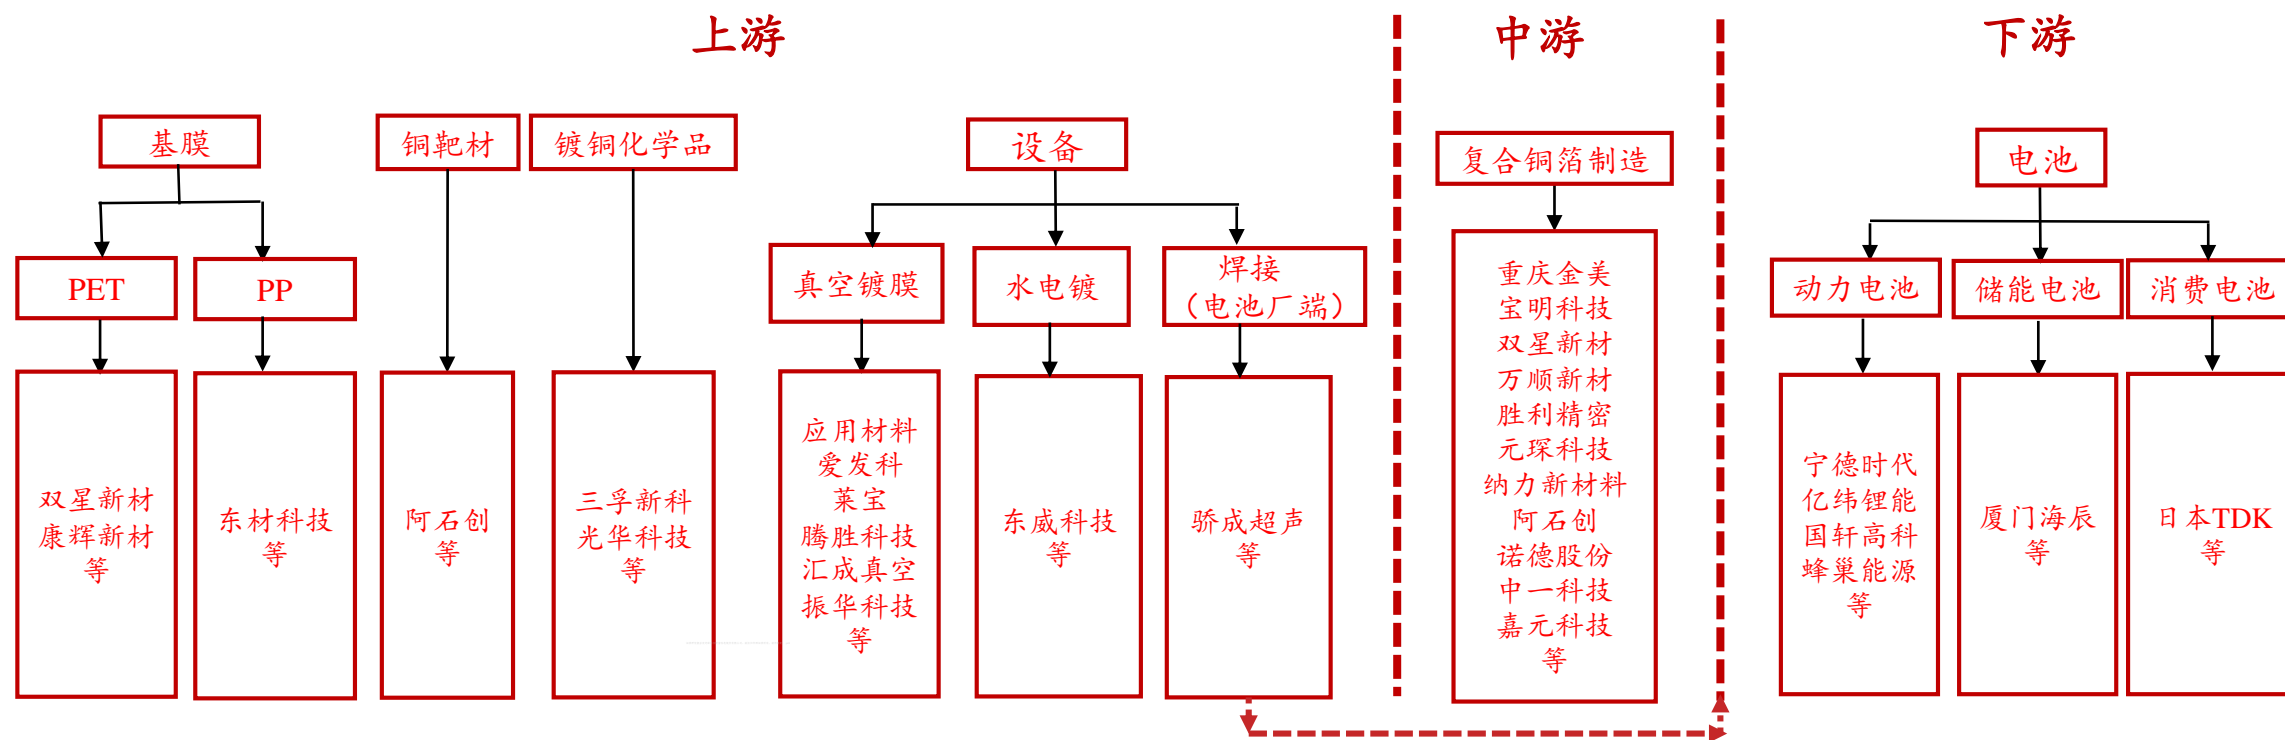 上游
中游
下游
基膜
铜靶材
镀铜化学品
设备
复合铜箔制造
电池
PET
PP
真空镀膜
水电镀
焊接
（电池厂端）
动力电池
储能电池
消费电池
双星新材
康辉新材
等
东材科技
等
阿石创
等
三孚新科
光华科技
等
应用材料
爱发科
莱宝
腾胜科技
汇成真空
振华科技
等
东威科技
等
骄成超声
等
重庆金美
宝明科技
双星新材
万顺新材
胜利精密
元琛科技
纳力新材料
阿石创
诺德股份
中一科技
嘉元科技
等
宁德时代
亿纬锂能
国轩高科
蜂巢能源
等
厦门海辰
等
日本TDK
等